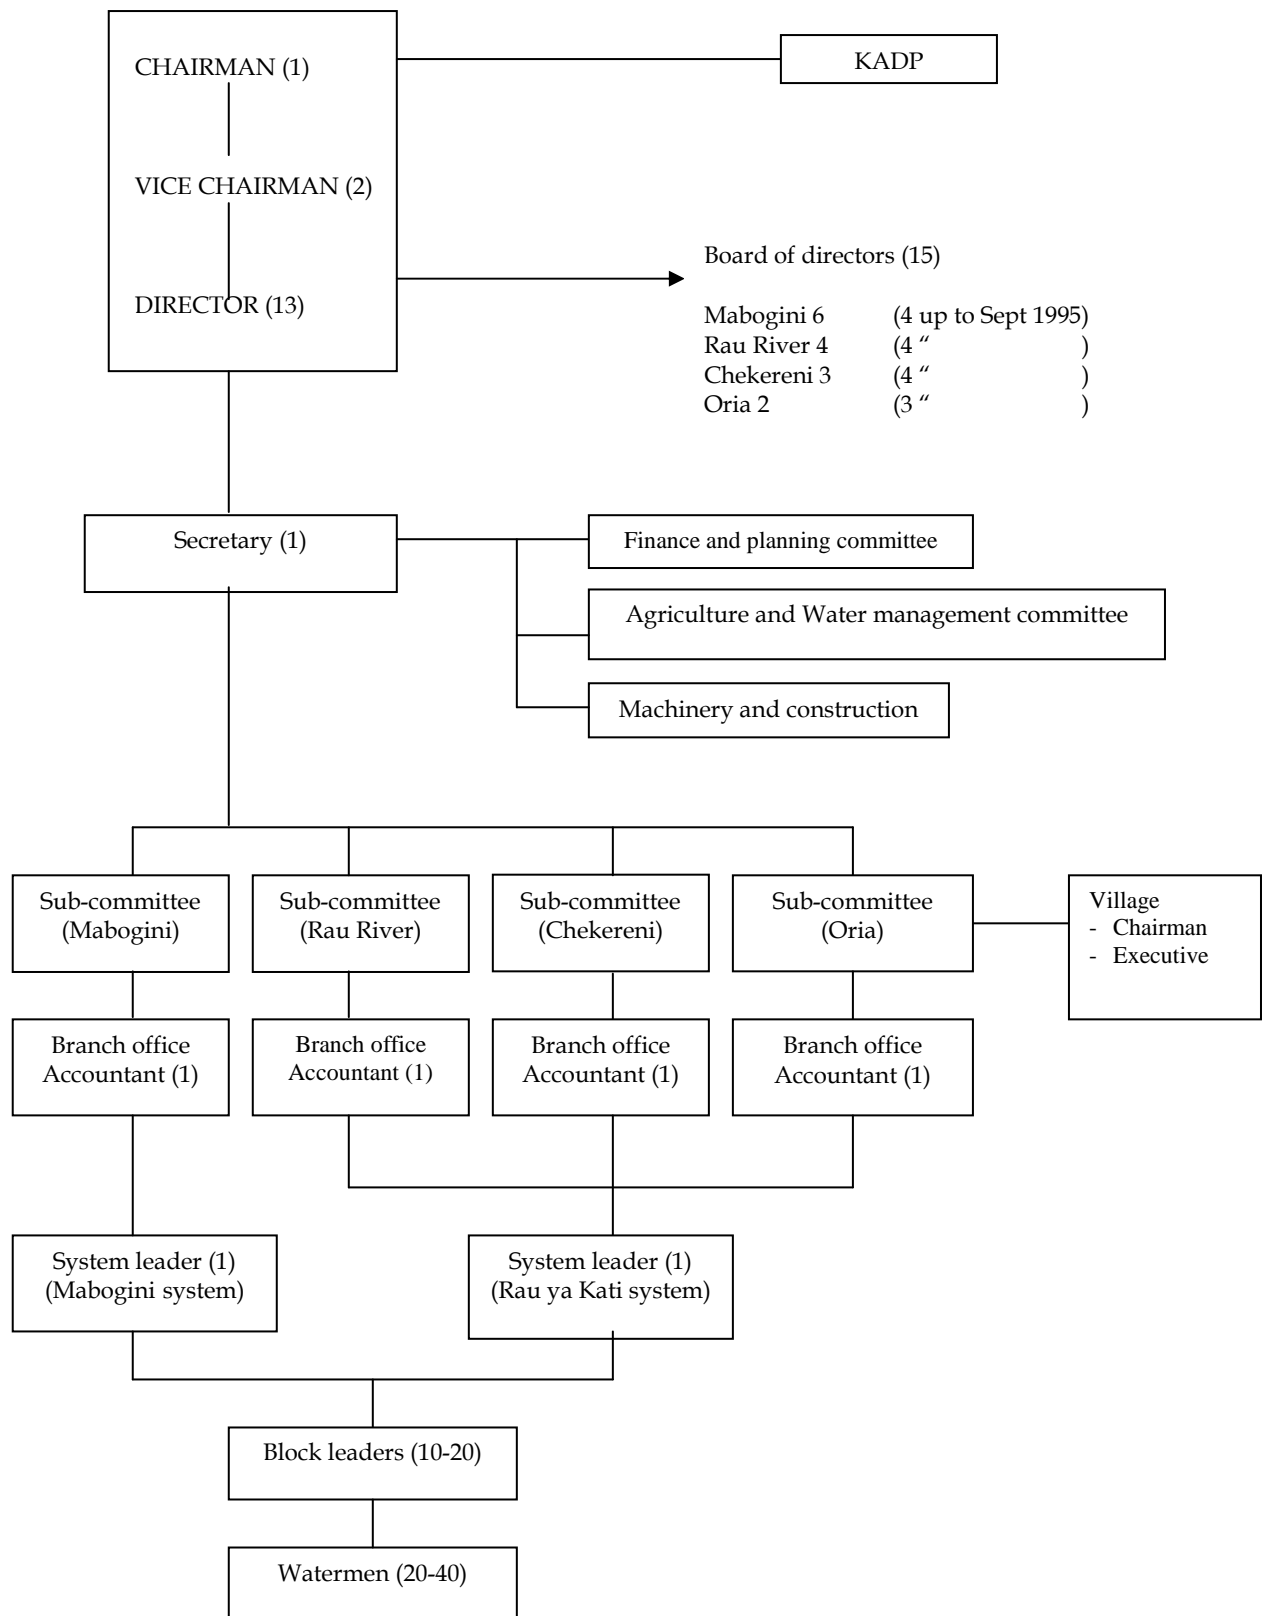 CHAIRMAN (1)
KADP
VICE CHAIRMAN (2)
DIRECTOR (13)
Board of directors (15)
Mabogini 6 (4 up to Sept 1995)
Rau River 4 (4 “ )
Chekereni 3 (4 “ )
Oria 2 (3 “ )
Secretary (1)
Finance and planning committee
Agriculture and Water management committee
Machinery and construction
Sub-committee
(Mabogini)
Sub-committee
(Rau River)
Sub-committee
(Chekereni)
Sub-committee
(Oria)
Village
- Chairman
- Executive
Branch office
Accountant (1)
Branch office
Accountant (1)
Branch office
Accountant (1)
Branch office
Accountant (1)
System leader (1)
(Mabogini system)
System leader (1)
(Rau ya Kati system)
Block leaders (10-20)
Watermen (20-40)